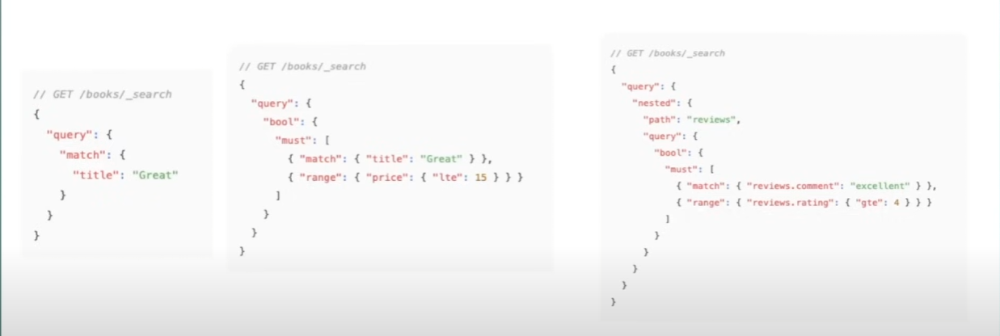 // GET /books/_search
{
  "query": {
    "match": {
      "title": "Great"
    }
  }
}
// GET /books/_search
{
  "query": {
    "bool": {
      "must": [
        { "match": { "title": "Great" } },
        { "range": { "price": { "lte": 15 } } }
      ]
    }
  }
}
// GET /books/_search
{
  "query": {
    "nested": {
      "path": "reviews",
      "query": {
        "bool": {
          "must": [
            { "match": { "reviews.comment": "excellent" } },
            { "range": { "reviews.rating": { "gte": 4 } } }
          ]
        }
      }
    }
  }
}